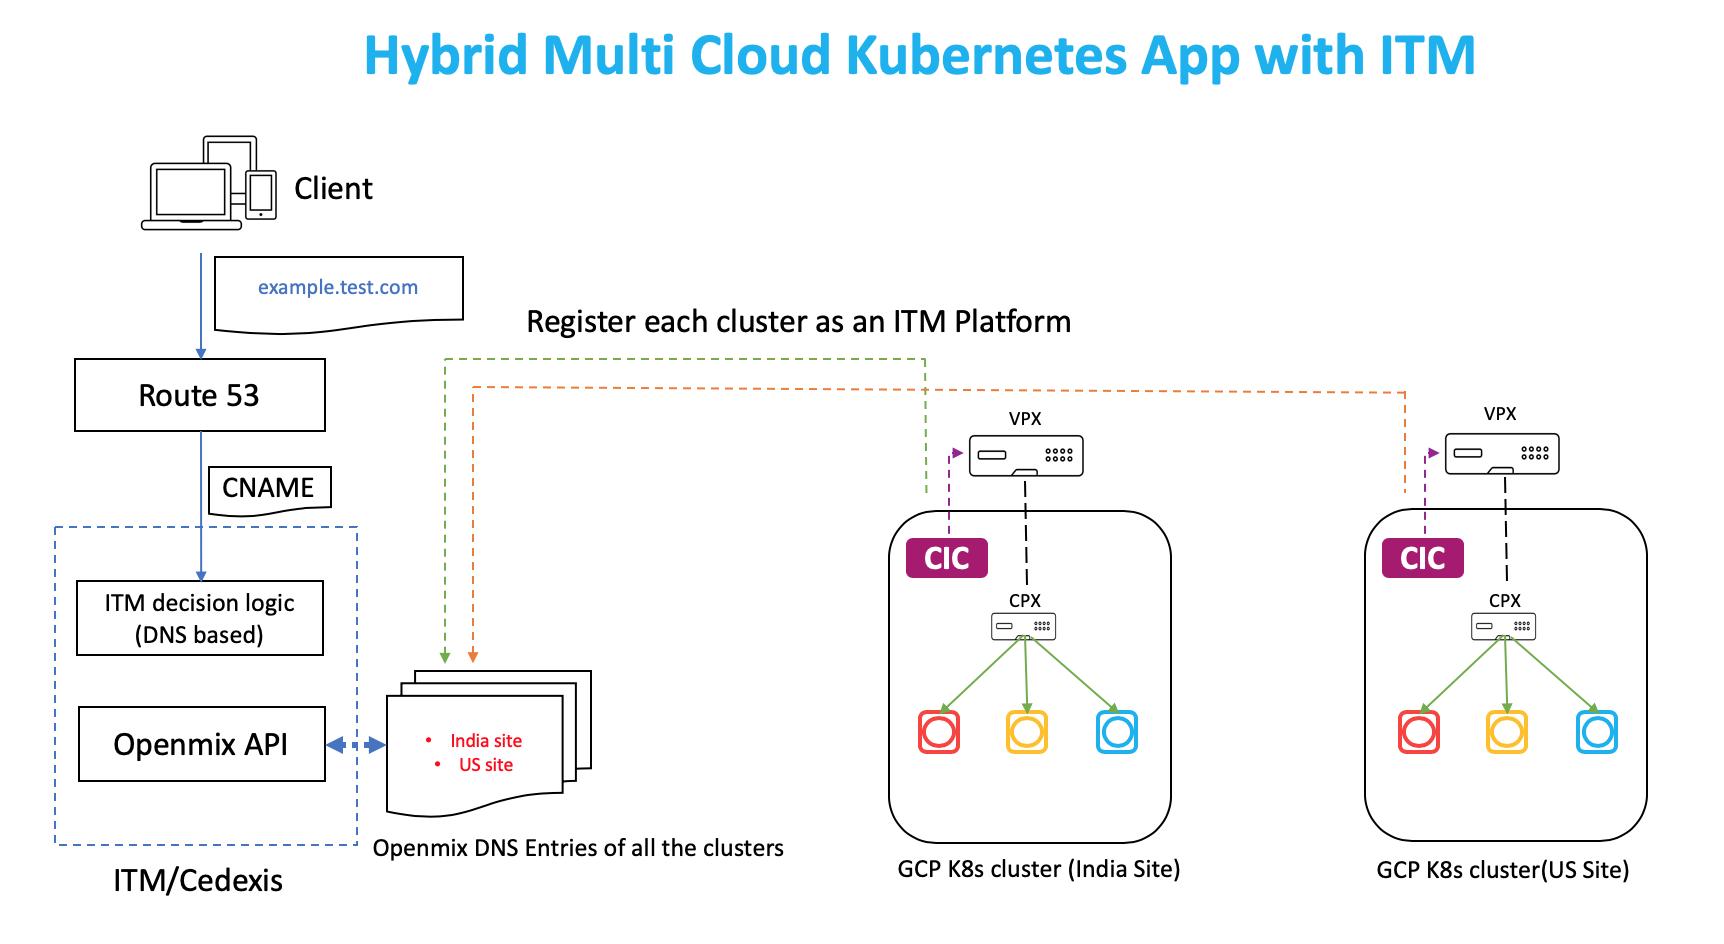 Hybrid Multi Cloud Kubernetes App with ITM
Client
example.test.com
Register each cluster as an ITM Platform
Route 53
CNAME
ITM decision logic
(DNS based)
Openmix API
ITM/Cedexis
• India site
• US site
Openmix DNS Entries of all the clusters
VPX
CIC
CPX
GCP K8s cluster (India Site)
VPX
CIC
CPX
GCP K8s cluster(US Site)